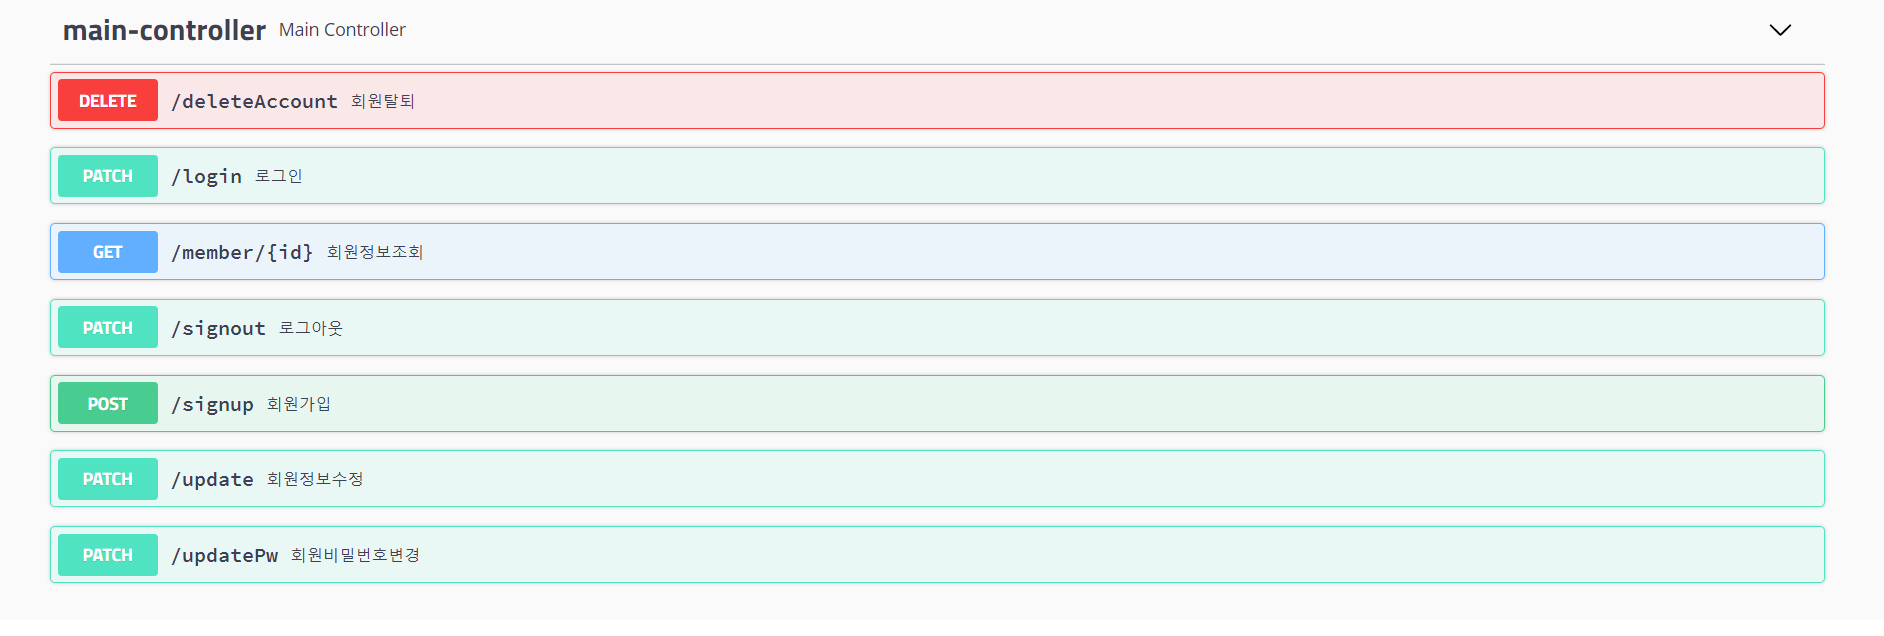 main-controller Main Controller
DELETE /deleteAccount 회원탈퇴
PATCH /login 로그인
GET /member/{id} 회원정보조회
PATCH /signout 로그아웃
POST /signup 회원가입
PATCH /update 회원정보수정
PATCH /updatePw 회원비밀번호변경